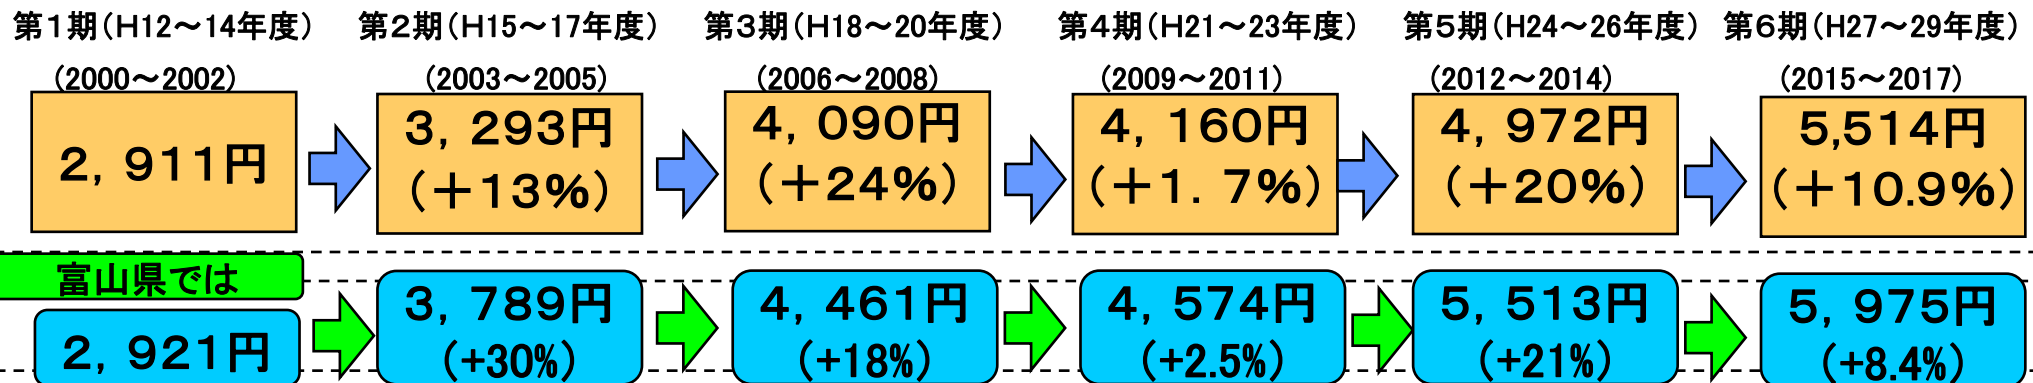 第１期（H12～14年度） 第２期（H15～17年度） 第３期（H18～20年度） 第４期（H21～23年度） 第５期（H24～26年度） 第６期（H27～29年度）
（2000～2002） （2003～2005） （2006～2008） （2009～2011） （2012～2014） （2015～2017）
２，９１１円 ３，２９３円 ４，０９０円 ４，１６０円 ４，９７２円 5,514円
（＋１３％） （＋２４％） （＋１．７％） （＋２０％） （＋10.9％）
富山県では
２，９２１円 ３，７８９円 ４，４６１円 ４，５７４円 ５，５１３円 ５，９７５円
（+30%） （+18%） （+2.5%） （+21%） （+8.4%）